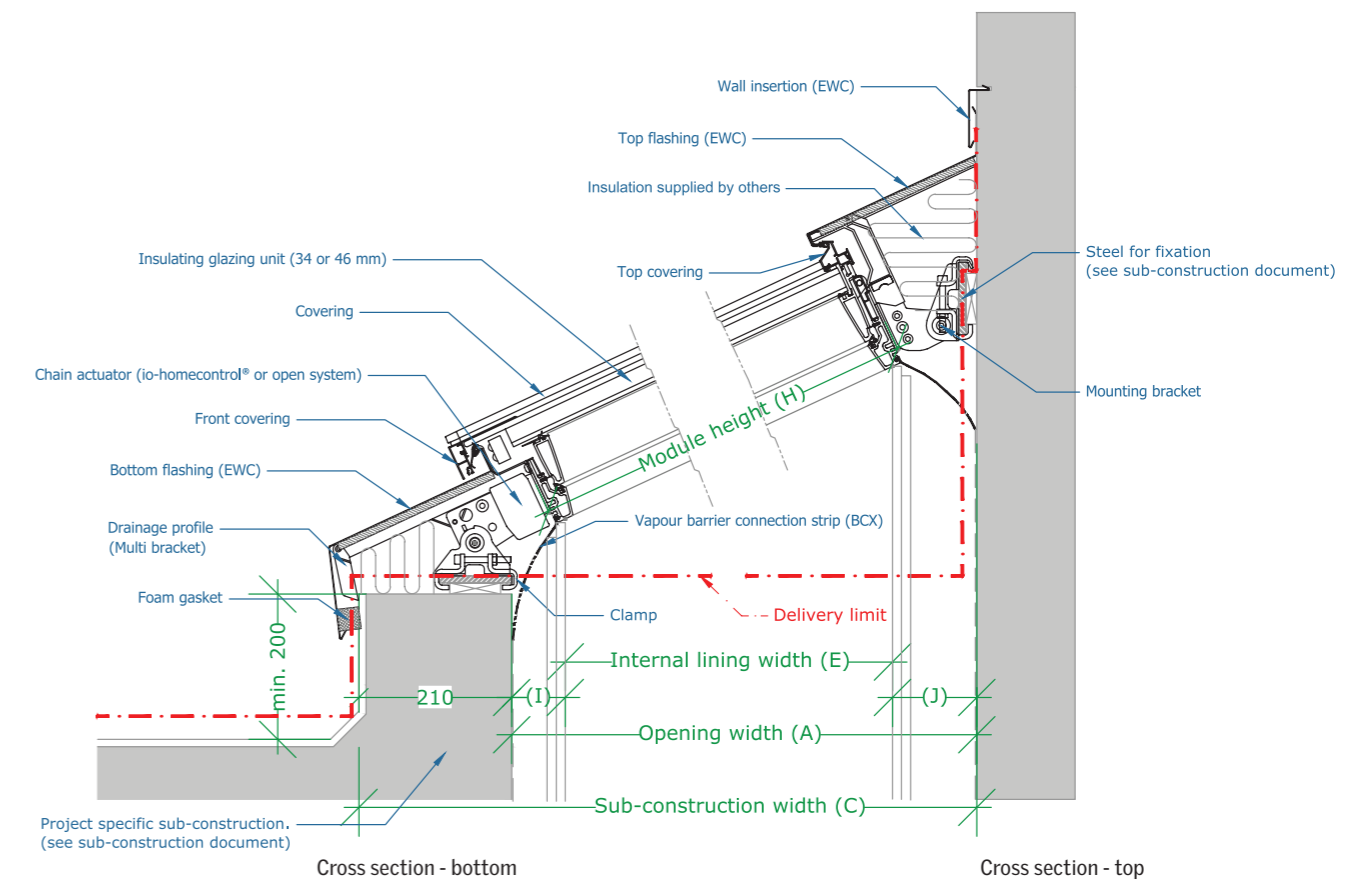 Wall insertion (EWC)
Top flashing (EWC)
Insulation supplied by others
Steel for fixation
(see sub-construction document)
Insulating glazing unit (34 or 46 mm)
Top covering
Covering
Chain actuator (io-homecontrol® or open system)
Mounting bracket
Front covering
Module height (H)
Bottom flashing (EWC)
Drainage profile
(Multi bracket)
Vapour barrier connection strip (BCX)
Foam gasket
Clamp
Delivery limit
min. 200
Internal lining width (E)
210
(I)
(J)
Opening width (A)
Sub-construction width (C)
Project specific sub-construction.
(see sub-construction document)
Cross section - bottom
Cross section - top